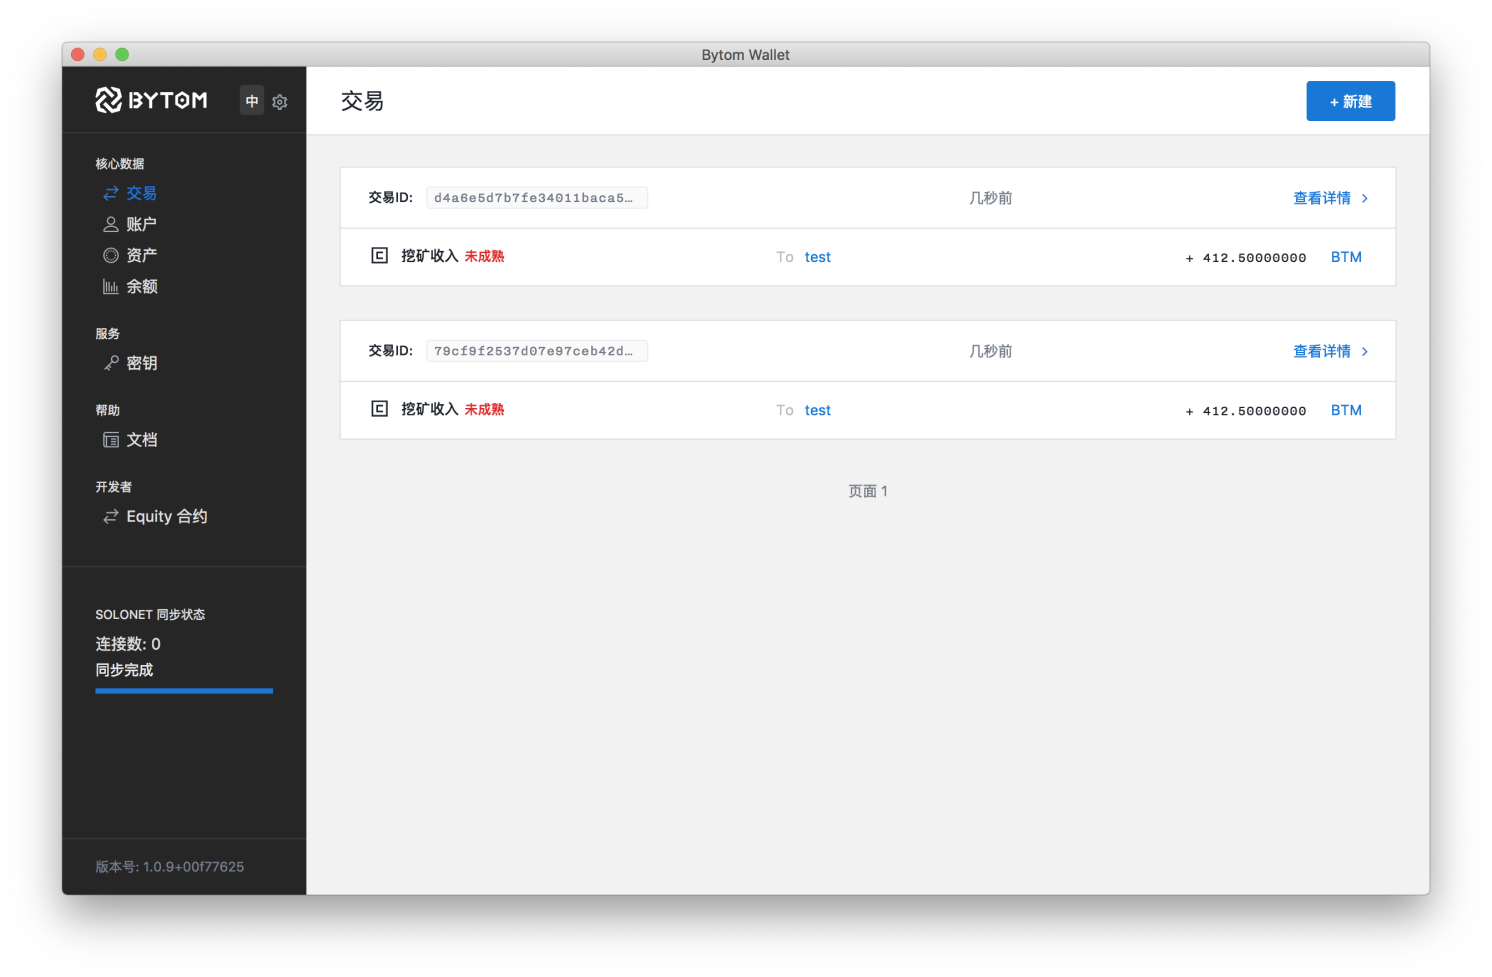 Bytom Wallet
BYTOM 中
核心数据
交易
账户
资产
余额
服务
密钥
帮助
文档
开发者
Equity 合约
SOLONET 同步状态
连接数: 0
同步完成
版本号: 1.0.9+00f77625
交易
+ 新建
交易ID: d4a6e5d7b7fe34011baca5… 几秒前 查看详情
挖矿收入 未成熟 To test + 412.50000000 BTM
交易ID: 79cf9f2537d07e97ceb42d… 几秒前 查看详情
挖矿收入 未成熟 To test + 412.50000000 BTM
页面 1